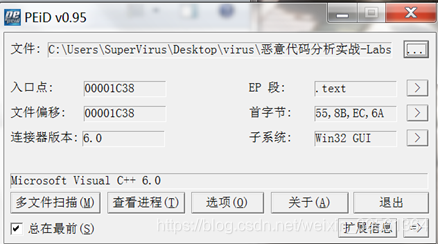 PEiD v0.95
文件: C:\Users\SuperVirus\Desktop\virus\恶意代码分析实战-Labs ...
入口点: 00001C38 EP 段: .text >
文件偏移: 00001C38 首字节: 55,8B,EC,6A >
连接器版本: 6.0 子系统: Win32 GUI >
Microsoft Visual C++ 6.0
多文件扫描(M) 查看进程(T) 选项(O) 关于(A) 退出
总在最前(S) 扩展信息 =>
https://blog.csdn.net/